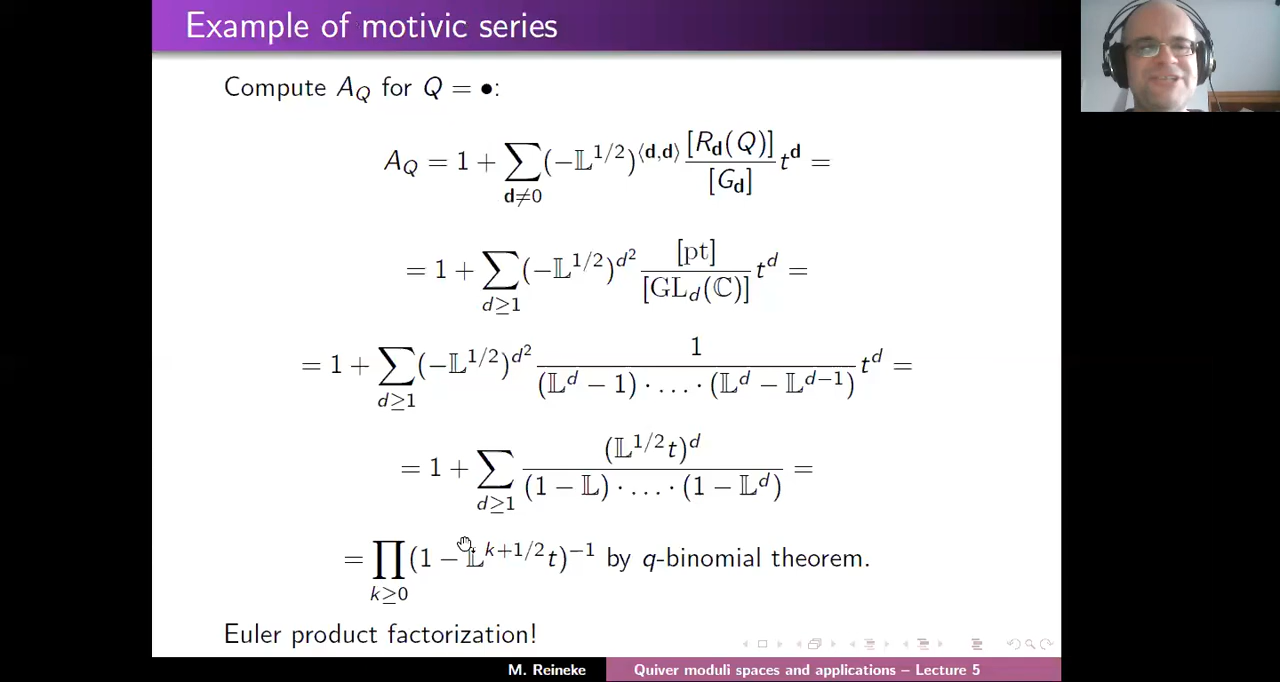 Example of motivic series
Compute A_Q for Q = •:
A_Q = 1 + ∑_{𝐝≠0} (−𝕃^{1/2})^{⟨𝐝,𝐝⟩} [R_𝐝(Q)] / [G_𝐝] t^𝐝 =
= 1 + ∑_{d≥1} (−𝕃^{1/2})^{d²} [pt] / [GL_d(ℂ)] t^d =
= 1 + ∑_{d≥1} (−𝕃^{1/2})^{d²} 1 / ((𝕃^d − 1) · … · (𝕃^d − 𝕃^{d−1})) t^d =
= 1 + ∑_{d≥1} (𝕃^{1/2}t)^d / ((1 − 𝕃) · … · (1 − 𝕃^d)) =
= ∏_{k≥0} (1 − 𝕃^{k+1/2}t)^{−1} by q-binomial theorem.
Euler product factorization!
M. Reineke Quiver moduli spaces and applications – Lecture 5